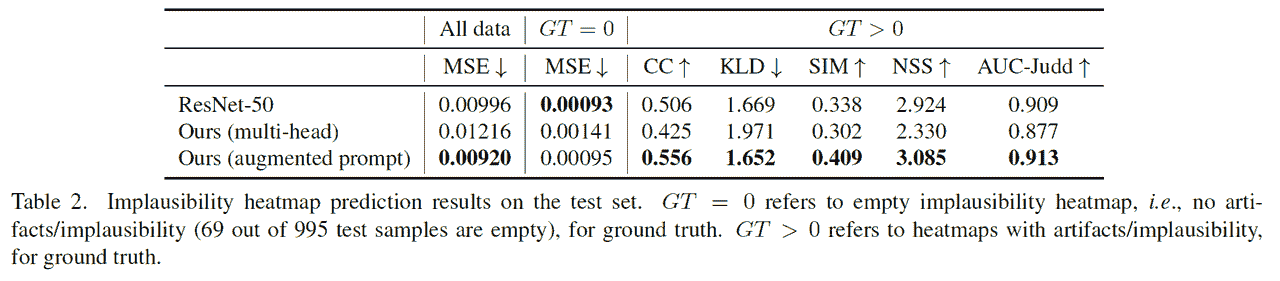 All data GT = 0 GT > 0
MSE ↓ MSE ↓ CC ↑ KLD ↓ SIM ↑ NSS ↑ AUC-Judd ↑
ResNet-50 0.00996 0.00093 0.506 1.669 0.338 2.924 0.909
Ours (multi-head) 0.01216 0.00141 0.425 1.971 0.302 2.330 0.877
Ours (augmented prompt) 0.00920 0.00095 0.556 1.652 0.409 3.085 0.913
Table 2. Implausibility heatmap prediction results on the test set. GT = 0 refers to empty implausibility heatmap, i.e., no arti-
facts/implausibility (69 out of 995 test samples are empty), for ground truth. GT > 0 refers to heatmaps with artifacts/implausibility,
for ground truth.